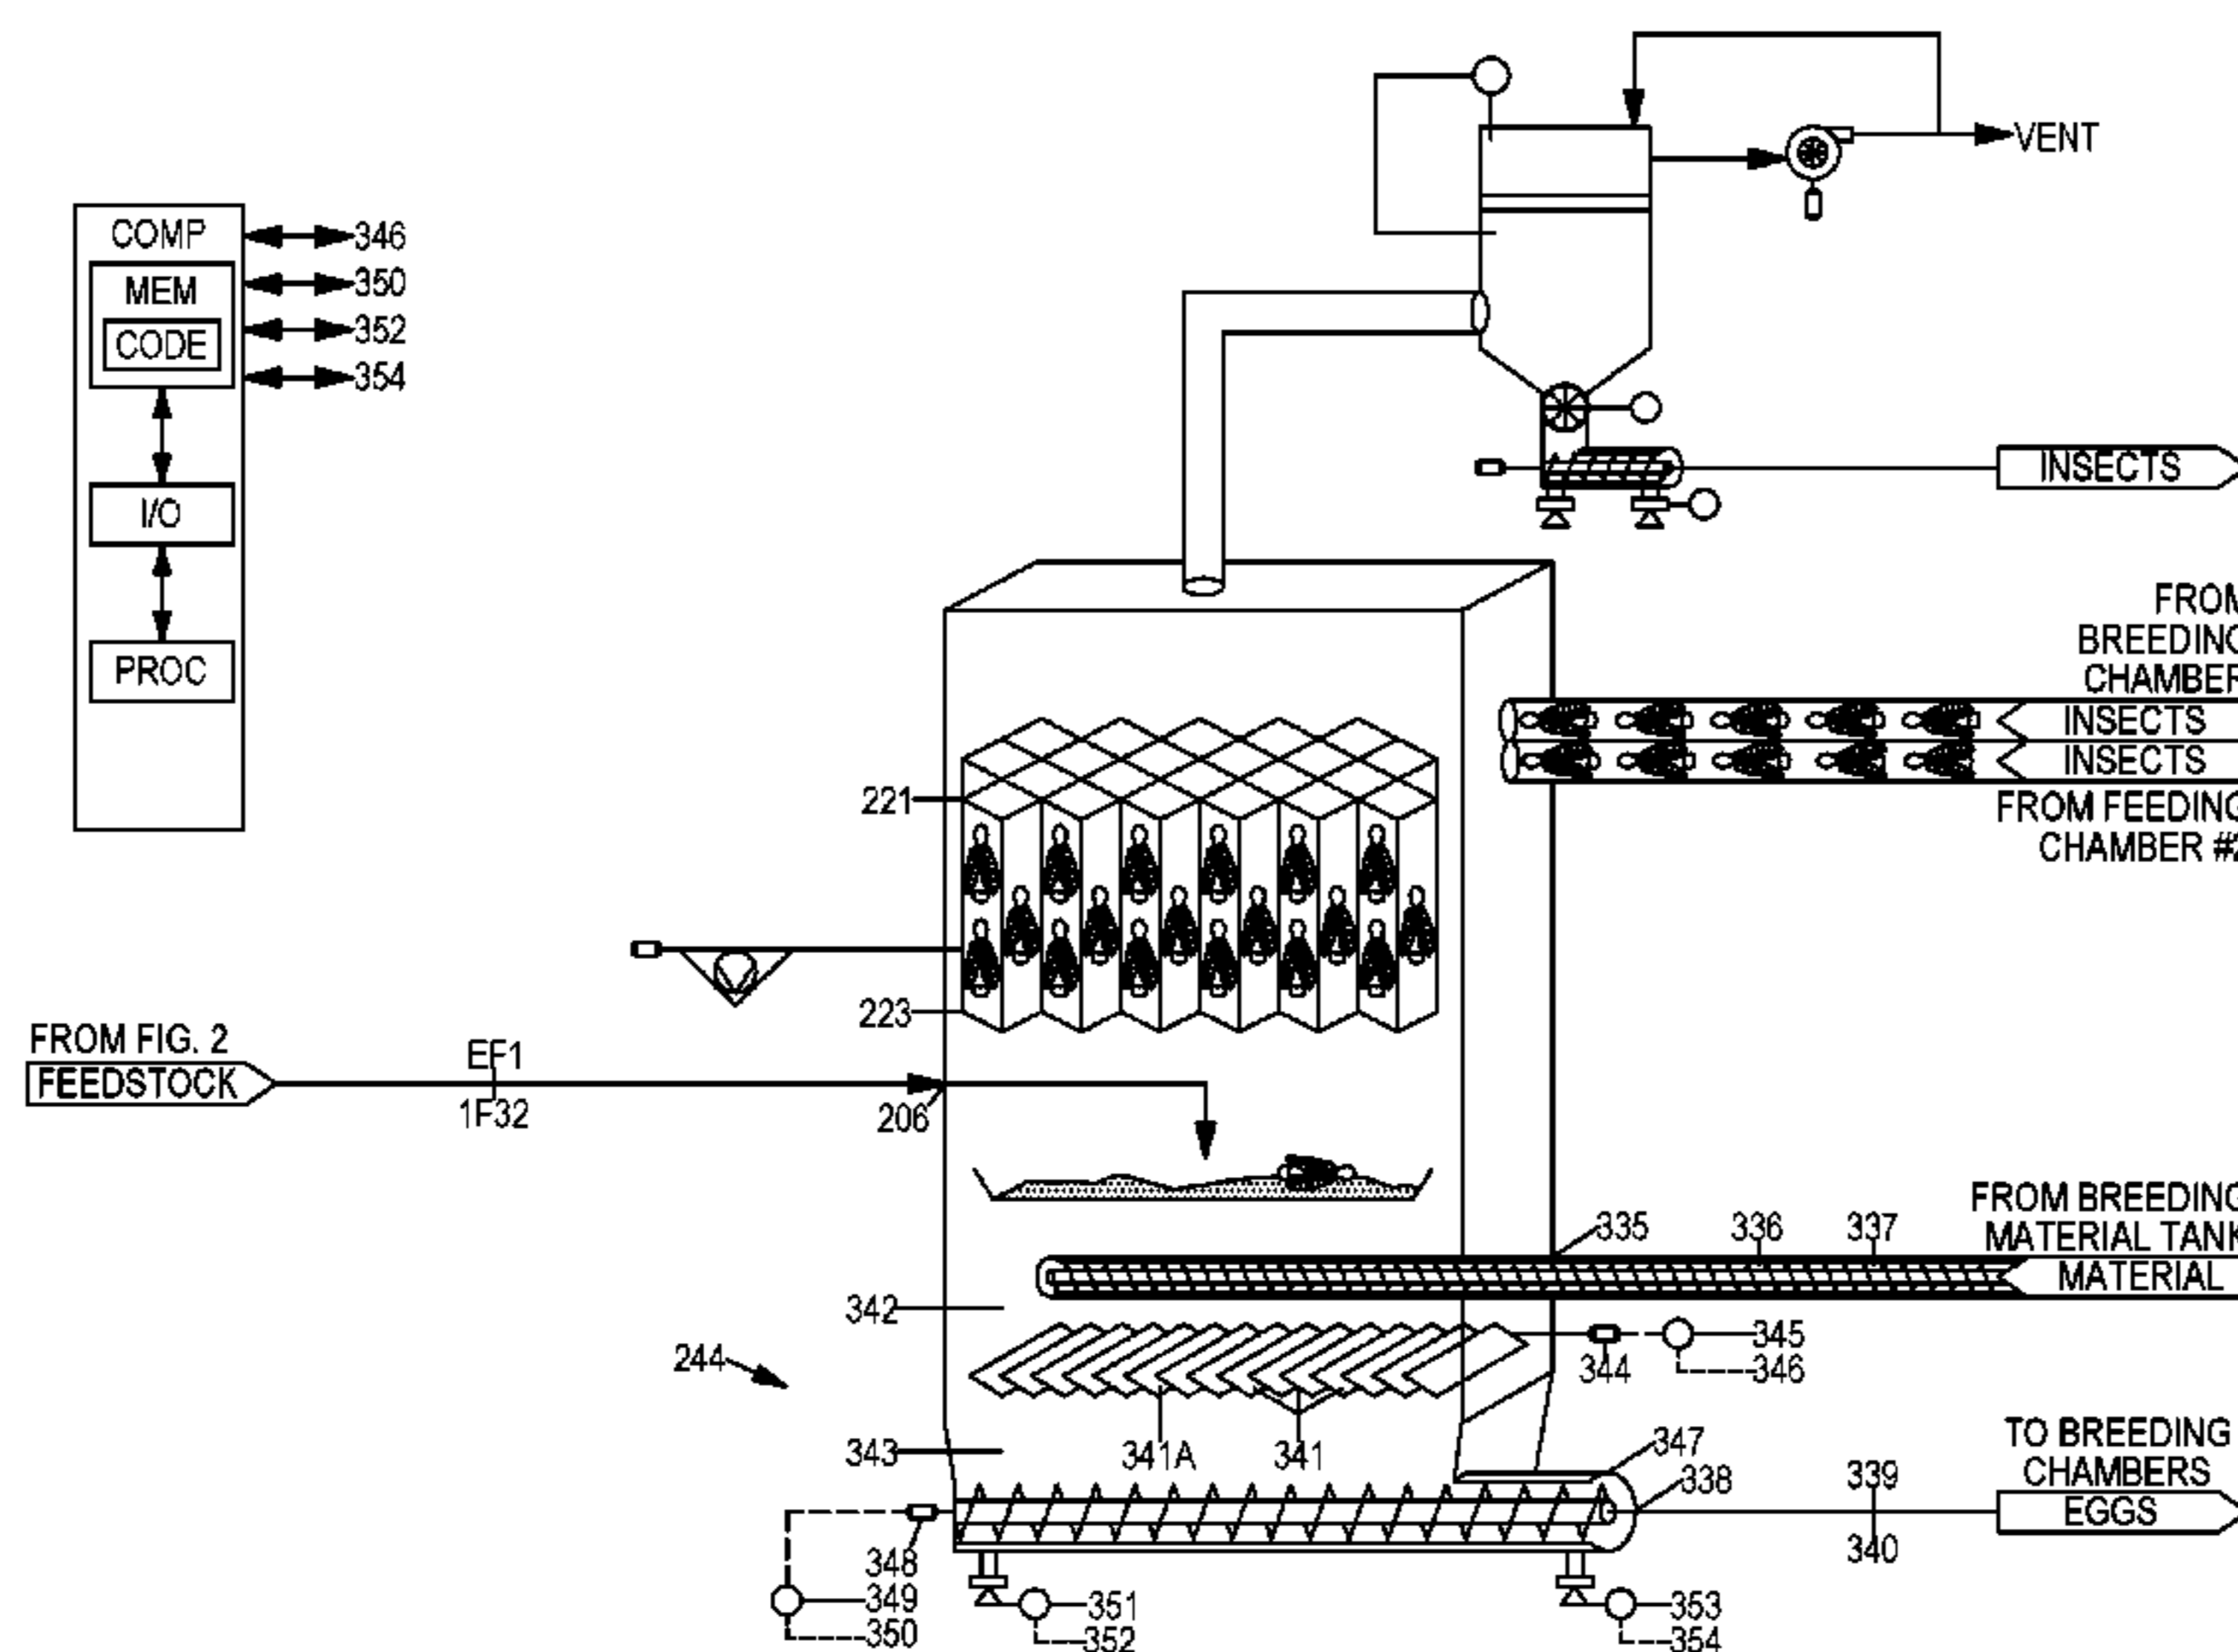 VENT
COMP
346
MEM
350
CODE
352
354
I/O
PROC
INSECTS
FROM
BREEDING
CHAMBER
INSECTS
INSECTS
FROM FEEDING
CHAMBER #2
221
223
FROM FIG. 2
FEEDSTOCK
EF1
1F32
206
FROM BREEDING
MATERIAL TANK
MATERIAL
335
336
337
342
244
345
344
346
343
341A
341
347
338
339
340
TO BREEDING
CHAMBERS
EGGS
348
349
350
351
352
353
354